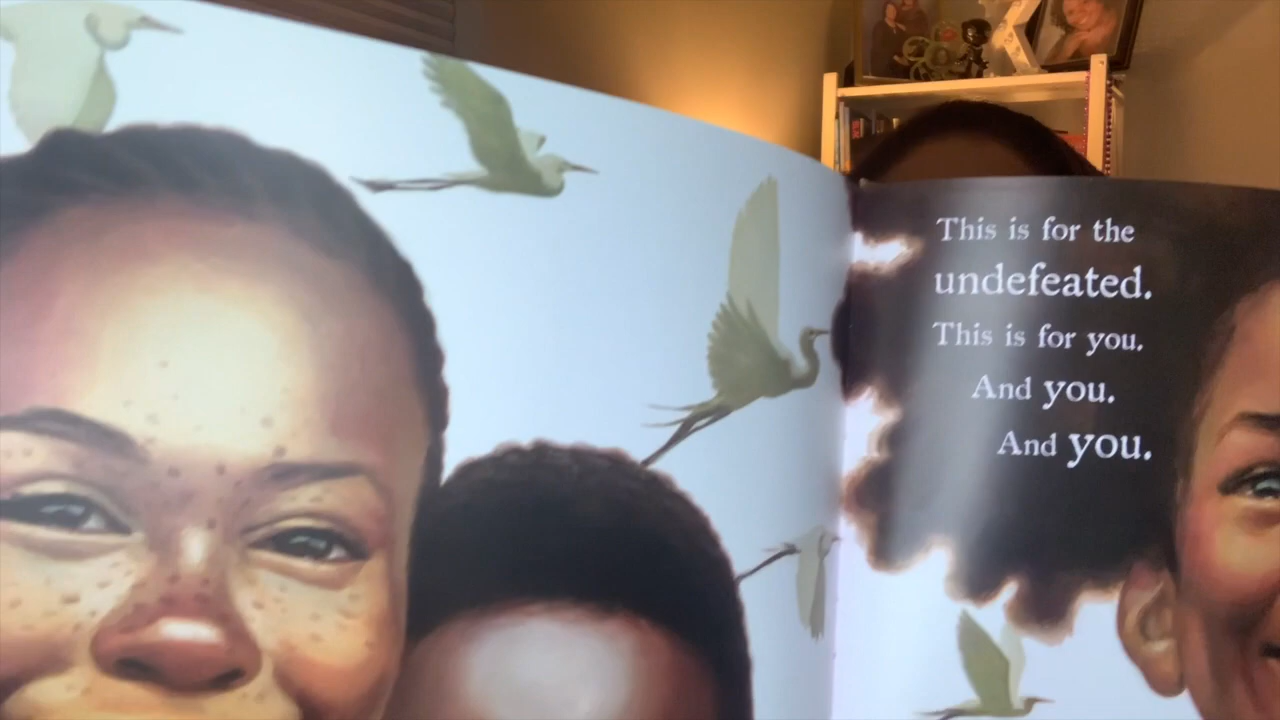 This is for the
undefeated.
This is for you.
And you.
And you.